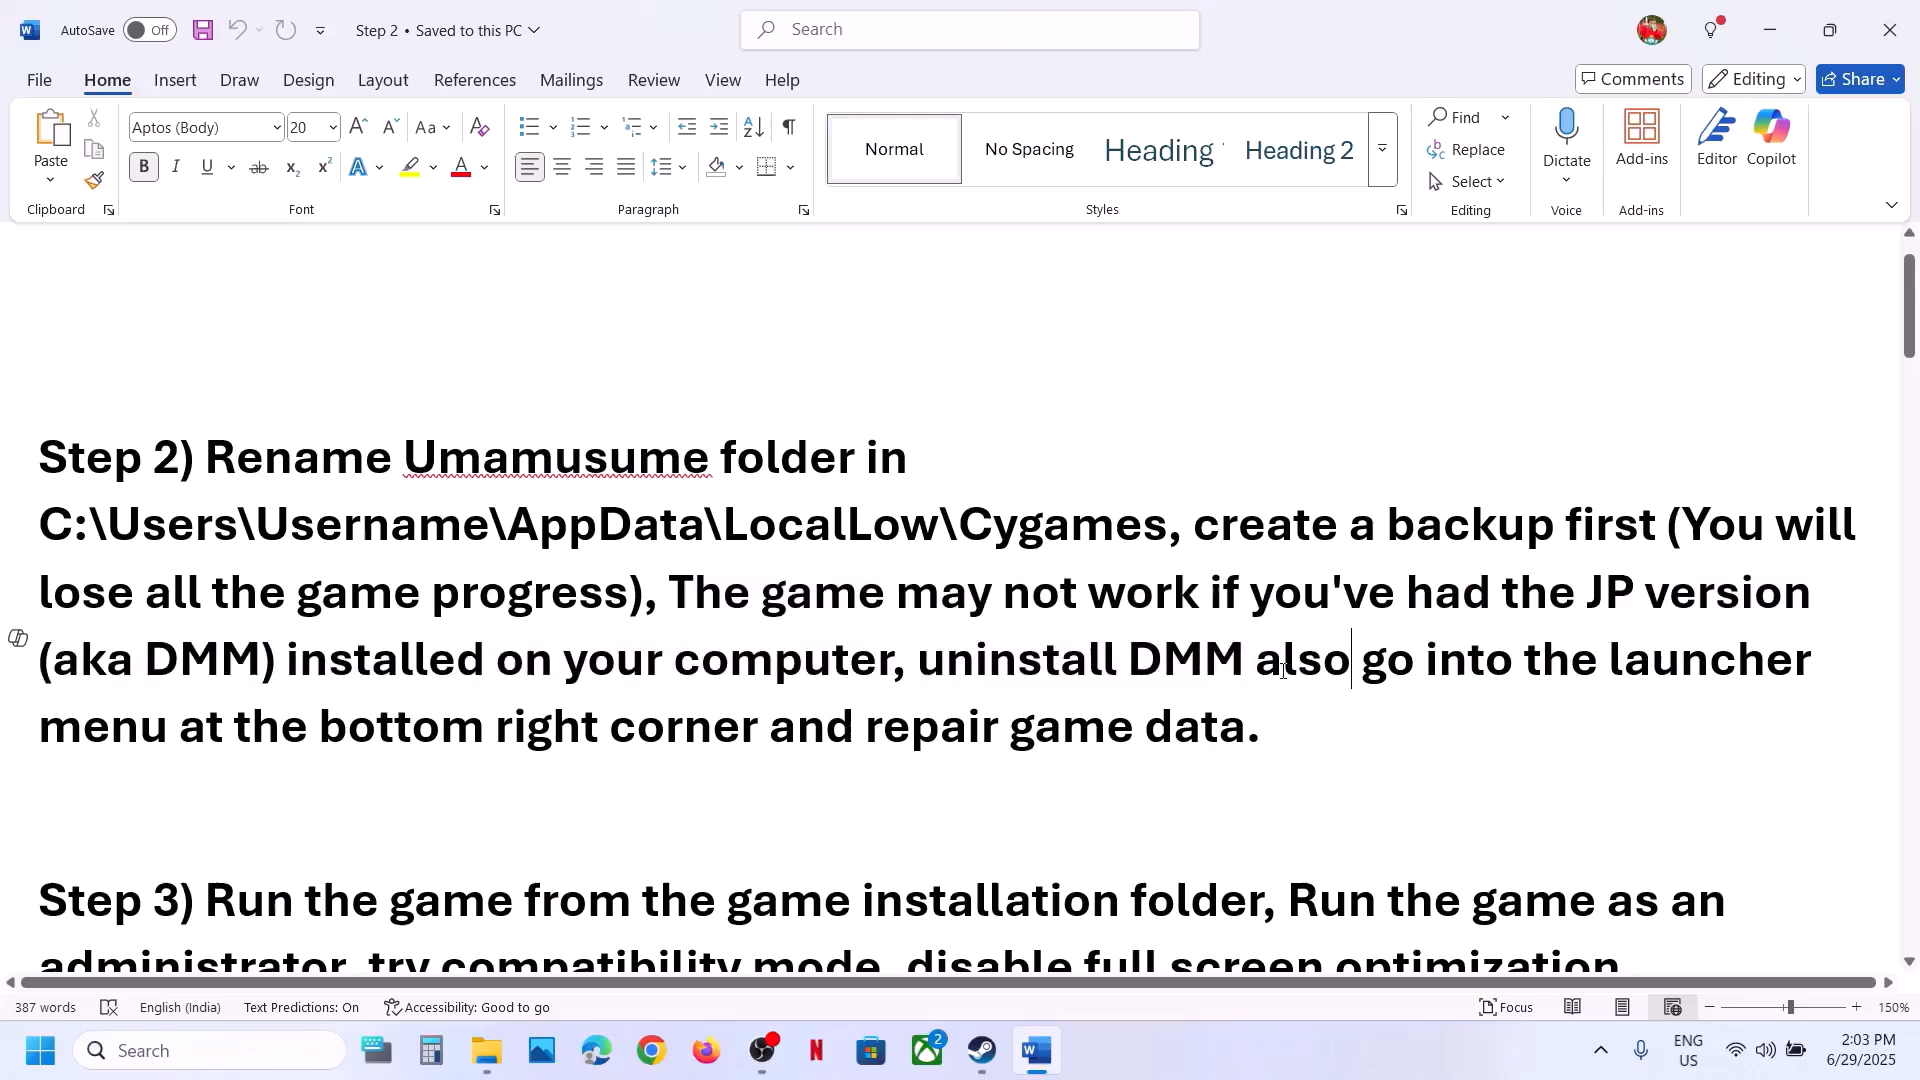 AutoSave Off Step 2 • Saved to this PC Search
File Home Insert Draw Design Layout References Mailings Review View Help Comments Editing Share
Paste Aptos (Body) 20 Aa Normal No Spacing Heading Heading 2 Find Replace Select Dictate Add-ins Editor Copilot
Clipboard Font Paragraph Styles Editing Voice Add-ins
Step 2) Rename Umamusume folder in
C:\Users\Username\AppData\LocalLow\Cygames, create a backup first (You will
lose all the game progress), The game may not work if you've had the JP version
(aka DMM) installed on your computer, uninstall DMM also go into the launcher
menu at the bottom right corner and repair game data.
Step 3) Run the game from the game installation folder, Run the game as an
administrator, try compatibility mode, disable full screen optimization
387 words English (India) Text Predictions: On Accessibility: Good to go Focus 150%
Search 2 ENG US 2:03 PM
6/29/2025